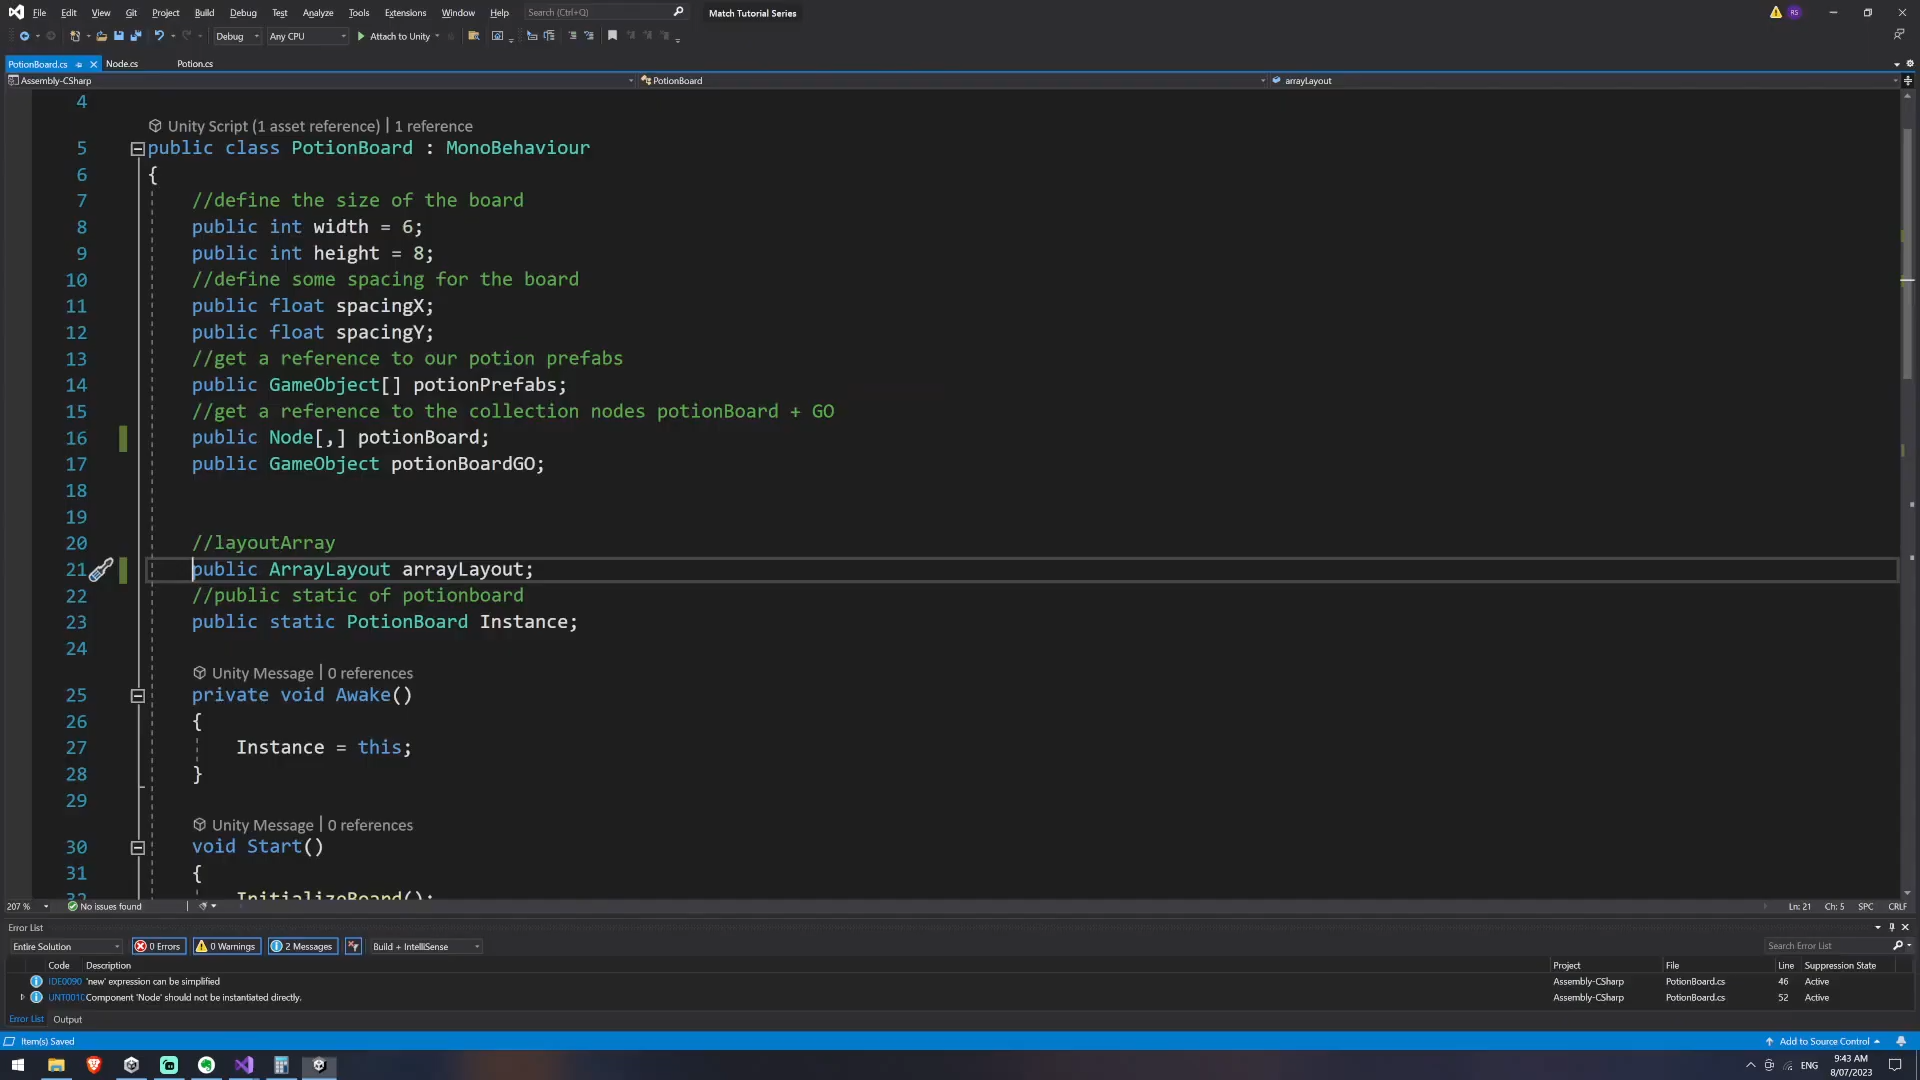 File Edit View Git Project Build Debug Test Analyze Tools Extensions Window Help Search (Ctrl+Q) Match Tutorial Series RS
Debug Any CPU Attach to Unity
PotionBoard.cs Node.cs Potion.cs
Assembly-CSharp PotionBoard arrayLayout
4
Unity Script (1 asset reference) | 1 reference
5 public class PotionBoard : MonoBehaviour
6 {
7 //define the size of the board
8 public int width = 6;
9 public int height = 8;
10 //define some spacing for the board
11 public float spacingX;
12 public float spacingY;
13 //get a reference to our potion prefabs
14 public GameObject[] potionPrefabs;
15 //get a reference to the collection nodes potionBoard + GO
16 public Node[,] potionBoard;
17 public GameObject potionBoardGO;
18
19
20 //layoutArray
21 public ArrayLayout arrayLayout;
22 //public static of potionboard
23 public static PotionBoard Instance;
24
Unity Message | 0 references
25 private void Awake()
26 {
27 Instance = this;
28 }
29
Unity Message | 0 references
30 void Start()
31 {
32 InitializeBoard();
207 % No issues found Ln: 21 Ch: 5 SPC CRLF
Error List
Entire Solution 0 Errors 0 Warnings 2 Messages Build + IntelliSense Search Error List
Code Description Project File Line Suppression State
IDE0090 'new' expression can be simplified Assembly-CSharp PotionBoard.cs 46 Active
UNT001 Component 'Node' should not be instantiated directly. Assembly-CSharp PotionBoard.cs 52 Active
Error List Output
Item(s) Saved Add to Source Control
ENG 9:43 AM
8/07/2023